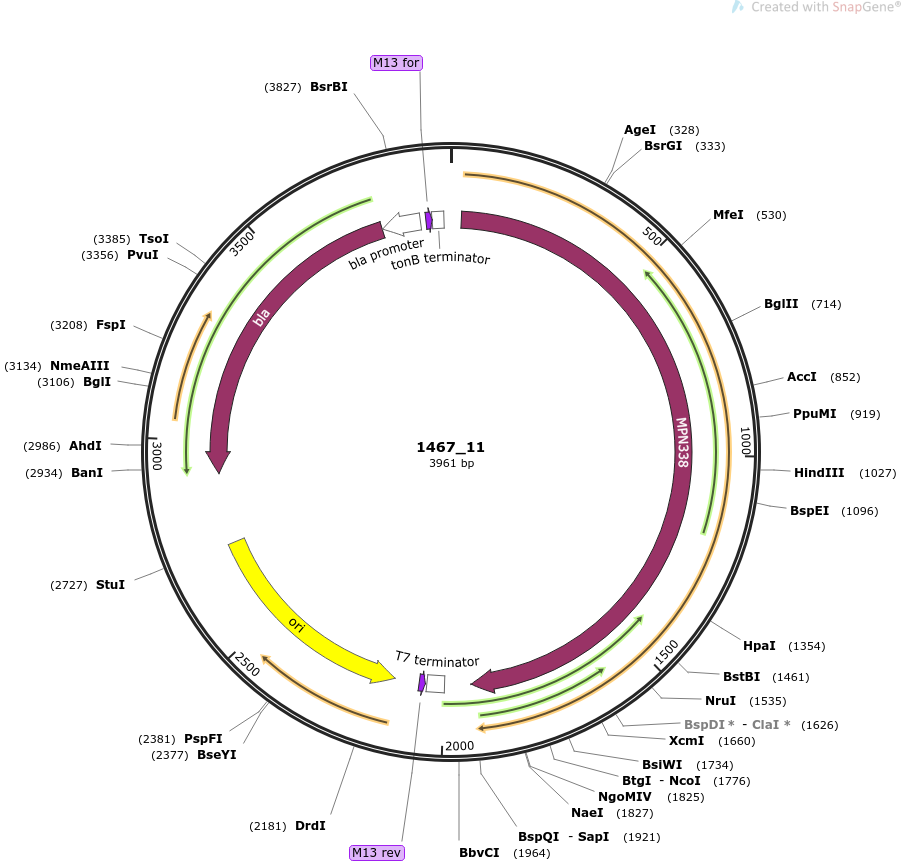 Created with SnapGene®
M13 for
(3827) BsrBI
AgeI (328)
BsrGI (333)
MfeI (530)
BglII (714)
AccI (852)
PpuMI (919)
HindIII (1027)
BspEI (1096)
HpaI (1354)
BstBI (1461)
NruI (1535)
BspDI * - ClaI * (1626)
XcmI (1660)
BsiWI (1734)
BtgI - NcoI (1776)
NgoMIV (1825)
NaeI (1827)
BspQI - SapI (1921)
BbvCI (1964)
M13 rev
(2181) DrdI
(2377) BseYI
(2381) PspFI
(2727) StuI
(2934) BanI
(2986) AhdI
(3106) BglI
(3134) NmeAIII
(3208) FspI
(3356) PvuI
(3385) TsoI
500
1000
1500
2000
2500
3000
3500
bla promoter
tonB terminator
bla
MPN338
1467_11
3961 bp
ori
T7 terminator